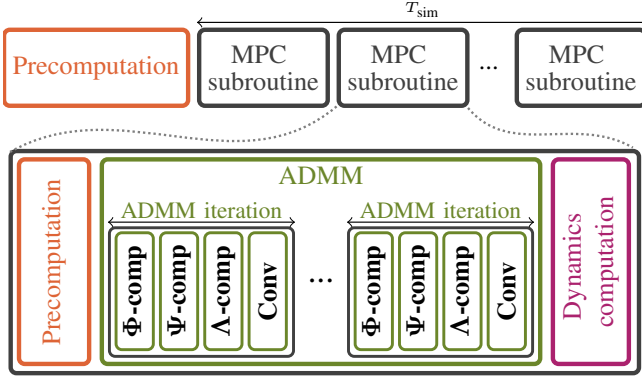 T_sim
Precomputation
MPC
subroutine
MPC
subroutine
...
MPC
subroutine
Precomputation
ADMM
ADMM iteration
Φ-comp
Ψ-comp
Λ-comp
Conv
...
ADMM iteration
Φ-comp
Ψ-comp
Λ-comp
Conv
Dynamics
computation